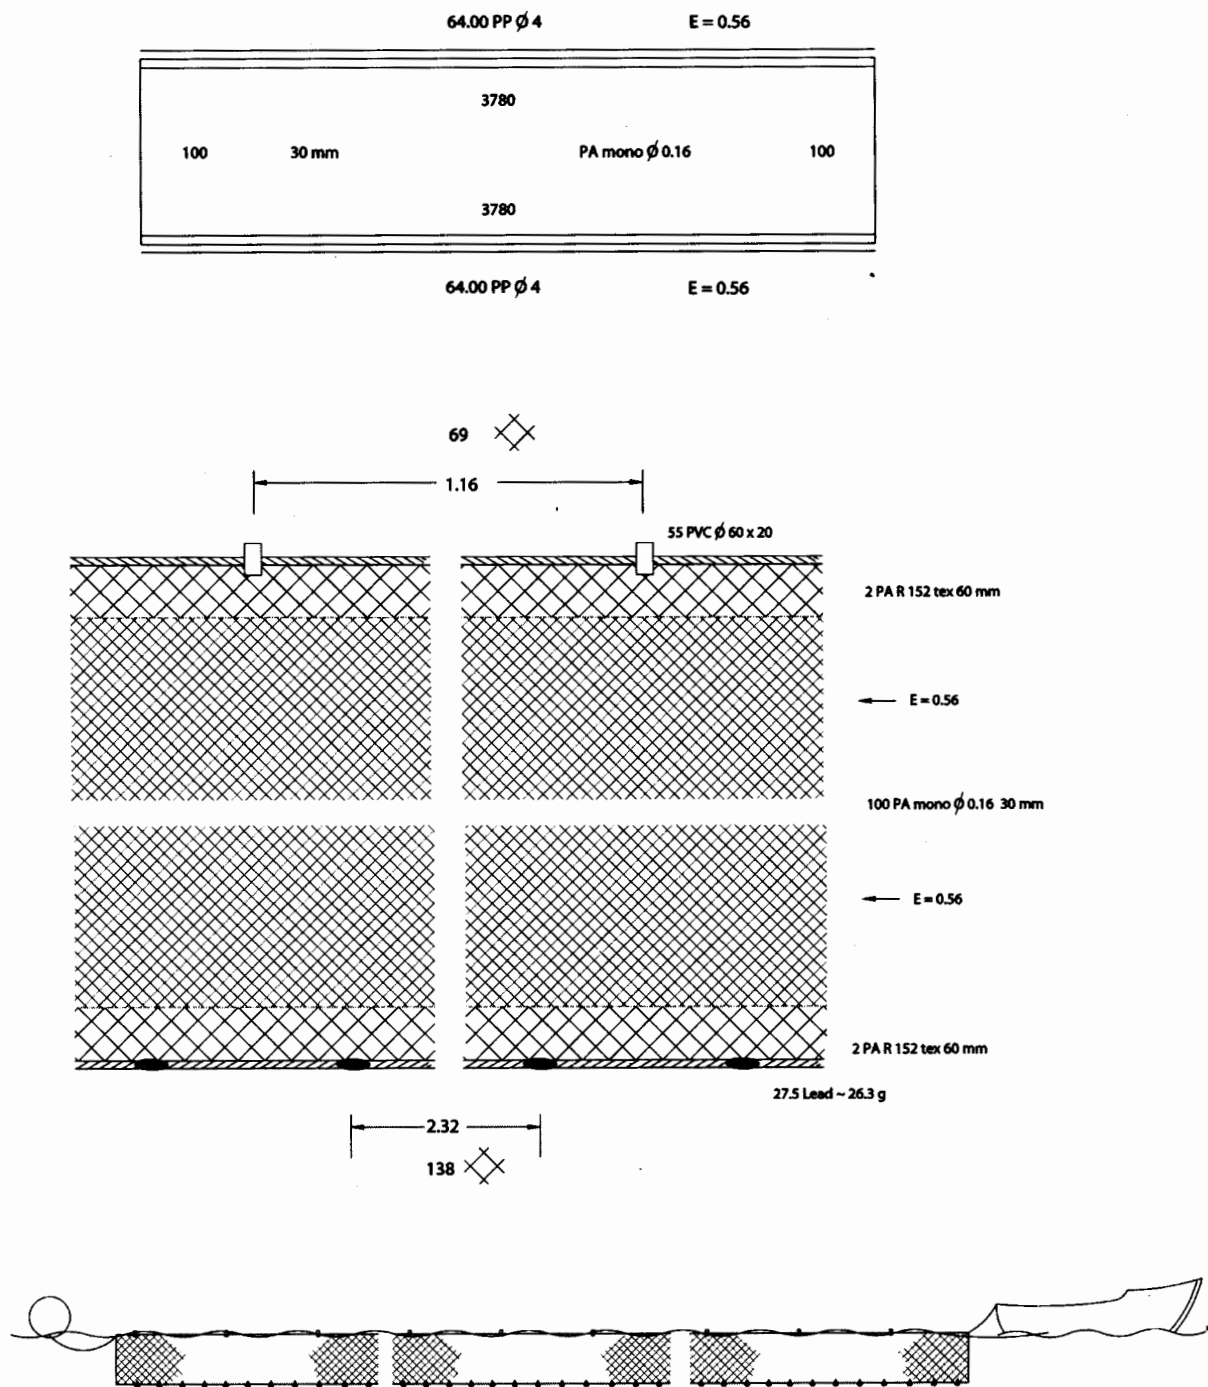 64.00 PP Ø 4 E = 0.56
3780
100 30 mm PA mono Ø 0.16 100
3780
64.00 PP Ø 4 E = 0.56
69
1.16
55 PVC Ø 60 x 20
2 PA R 152 tex 60 mm
E = 0.56
100 PA mono Ø 0.16 30 mm
E = 0.56
2 PA R 152 tex 60 mm
27.5 Lead ~ 26.3 g
2.32
138